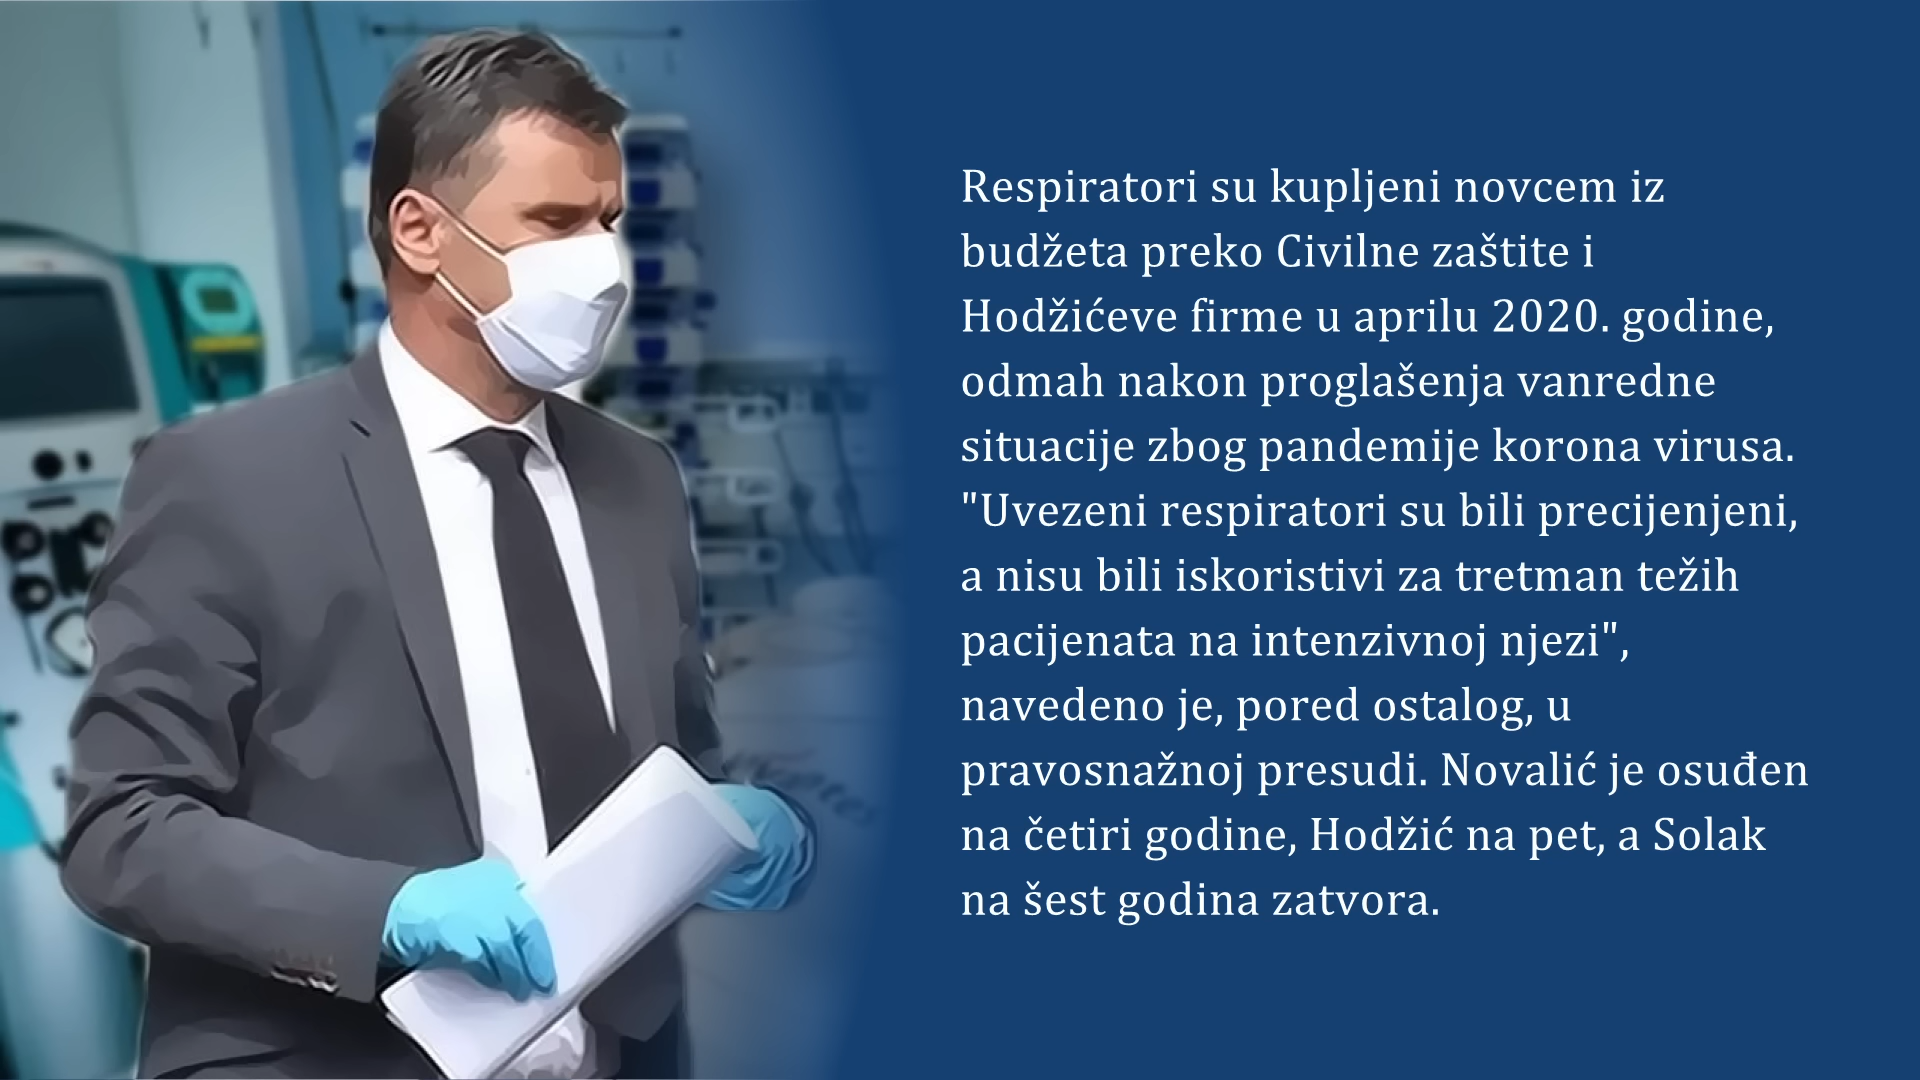 Respiratori su kupljeni novcem iz
budžeta preko Civilne zaštite i
Hodžićeve firme u aprilu 2020. godine,
odmah nakon proglašenja vanredne
situacije zbog pandemije korona virusa.
"Uvezeni respiratori su bili precijenjeni,
a nisu bili iskoristivi za tretman težih
pacijenata na intenzivnoj njezi",
navedeno je, pored ostalog, u
pravosnažnoj presudi. Novalić je osuđen
na četiri godine, Hodžić na pet, a Solak
na šest godina zatvora.